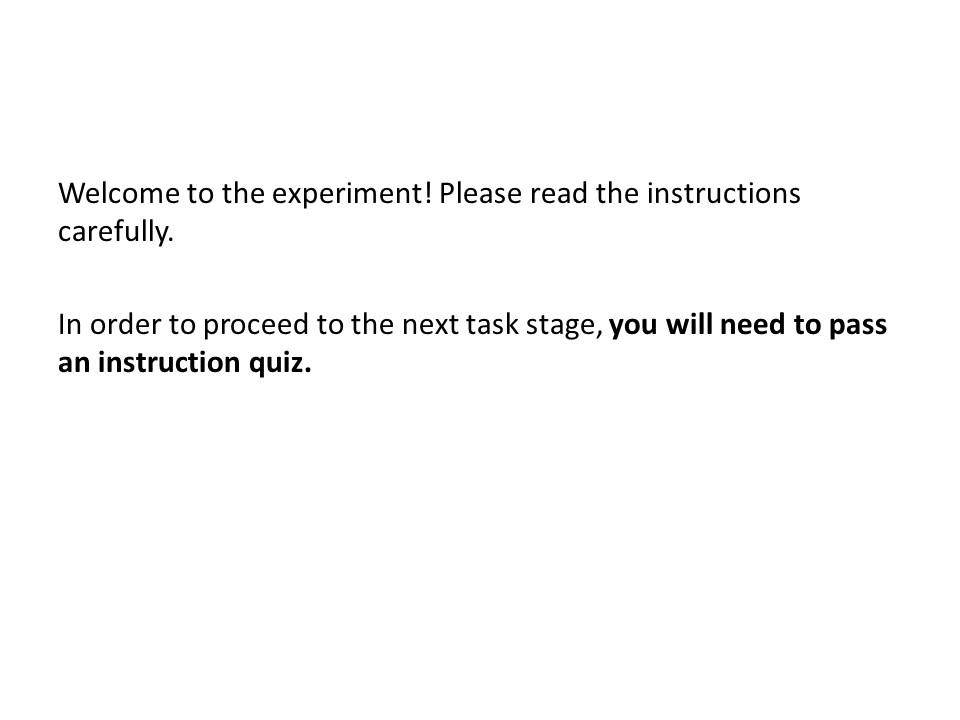 Welcome to the experiment! Please read the instructions
carefully.
In order to proceed to the next task stage, you will need to pass
an instruction quiz.